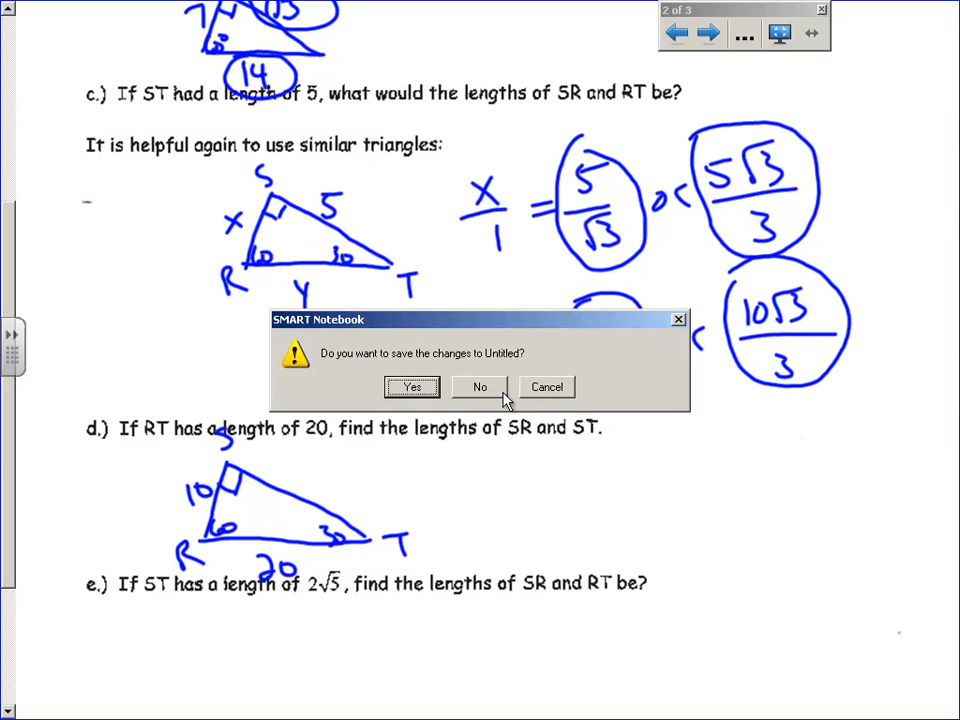 2 of 3
7
60
14
c.) If ST had a length of 5, what would the lengths of SR and RT be?
It is helpful again to use similar triangles:
S
x 5
60 30
R T
y
x/1 = 5/√3 or 5√3/3
10√3/3
SMART Notebook
Do you want to save the changes to Untitled?
Yes No Cancel
d.) If RT has a length of 20, find the lengths of SR and ST.
S
10
60 30
R T
20
e.) If ST has a length of 2√5, find the lengths of SR and RT be?